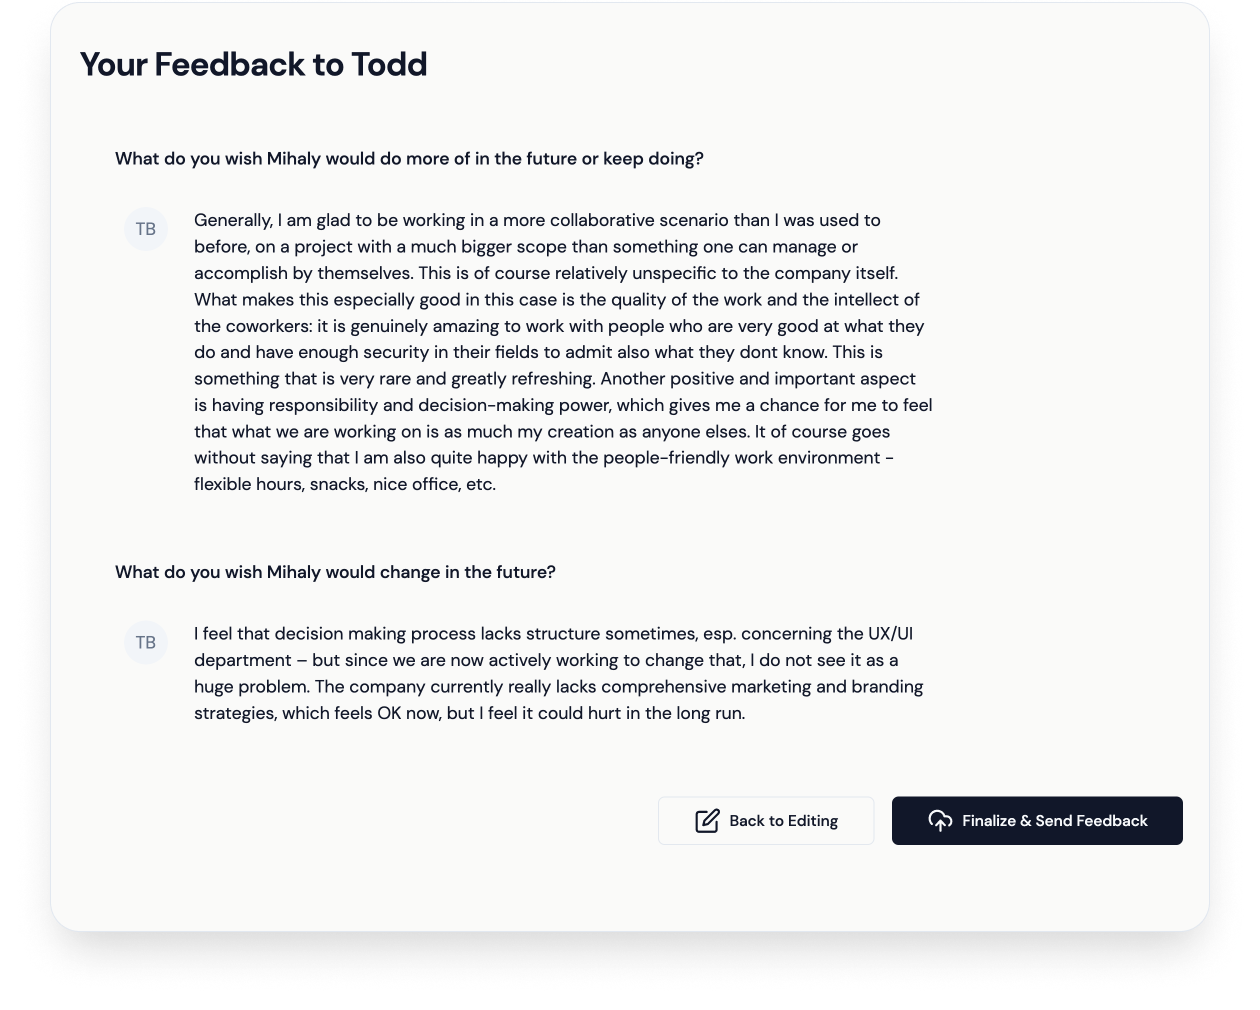 Your Feedback to Todd
What do you wish Mihaly would do more of in the future or keep doing?
TB
Generally, I am glad to be working in a more collaborative scenario than I was used to
before, on a project with a much bigger scope than something one can manage or
accomplish by themselves. This is of course relatively unspecific to the company itself.
What makes this especially good in this case is the quality of the work and the intellect of
the coworkers: it is genuinely amazing to work with people who are very good at what they
do and have enough security in their fields to admit also what they dont know. This is
something that is very rare and greatly refreshing. Another positive and important aspect
is having responsibility and decision-making power, which gives me a chance for me to feel
that what we are working on is as much my creation as anyone elses. It of course goes
without saying that I am also quite happy with the people-friendly work environment -
flexible hours, snacks, nice office, etc.
What do you wish Mihaly would change in the future?
TB
I feel that decision making process lacks structure sometimes, esp. concerning the UX/UI
department – but since we are now actively working to change that, I do not see it as a
huge problem. The company currently really lacks comprehensive marketing and branding
strategies, which feels OK now, but I feel it could hurt in the long run.
Back to Editing
Finalize & Send Feedback